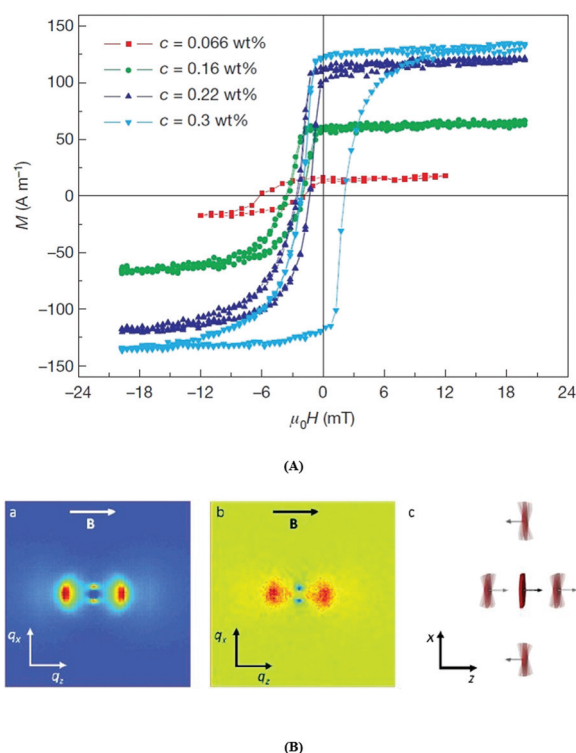 150
100
50
0
−50
−100
−150
M (A m⁻¹)
c = 0.066 wt%
c = 0.16 wt%
c = 0.22 wt%
c = 0.3 wt%
−24 −18 −12 −6 0 6 12 18 24
μ₀H (mT)
(A)
a B qx qz
b B qx qz
c x z
(B)